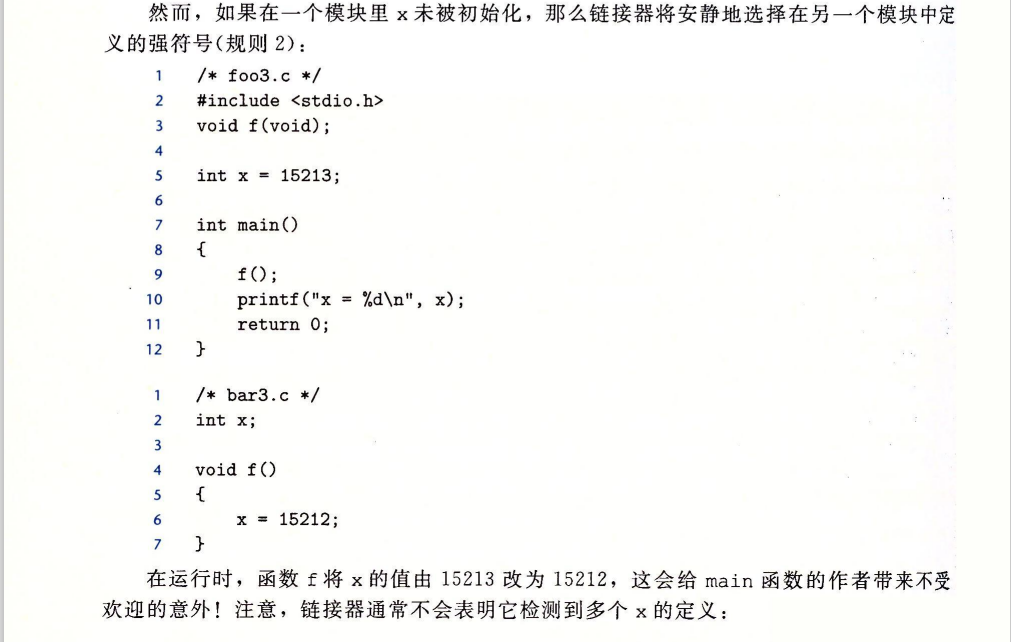 然而，如果在一个模块里 x 未被初始化，那么链接器将安静地选择在另一个模块中定
义的强符号(规则 2)：
1 /* foo3.c */
2 #include <stdio.h>
3 void f(void);
4
5 int x = 15213;
6
7 int main()
8 {
9 f();
10 printf("x = %d\n", x);
11 return 0;
12 }
1 /* bar3.c */
2 int x;
3
4 void f()
5 {
6 x = 15212;
7 }
在运行时，函数 f 将 x 的值由 15213 改为 15212，这会给 main 函数的作者带来不受
欢迎的意外！注意，链接器通常不会表明它检测到多个 x 的定义：